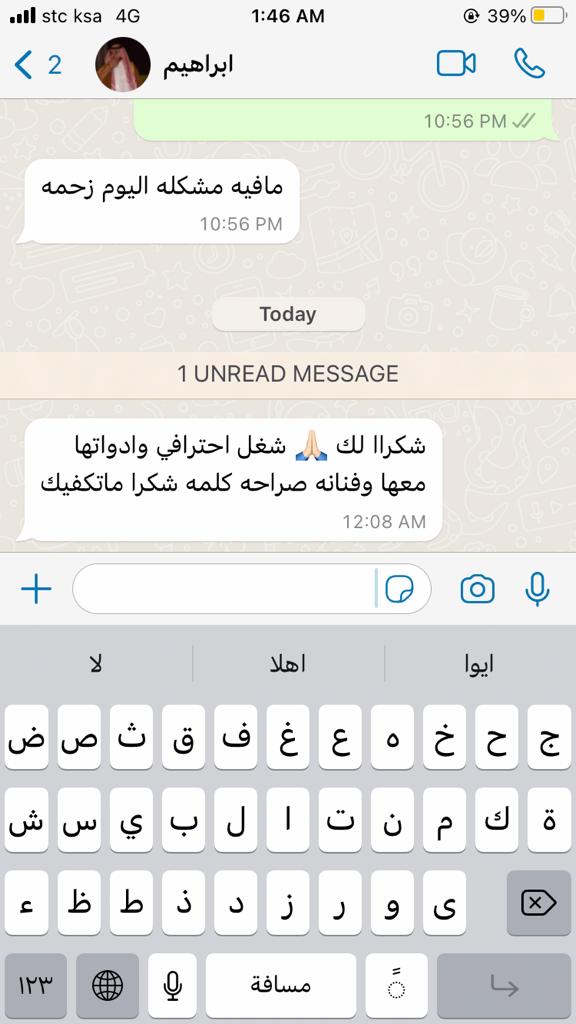 stc ksa 4G 1:46 AM 39%
2 ابراهيم
10:56 PM
مافيه مشكله اليوم زحمه
10:56 PM
Today
1 UNREAD MESSAGE
شكراا لك 🙏🏻 شغل احترافي وادواتها
معها وفنانه صراحه كلمه شكرا ماتكفيك
12:08 AM
لا اهلا ايوا
ض ص ث ق ف غ ع ه خ ح ج
ش س ي ب ل ا ت ن م ك ة
ء ظ ط ذ د ز ر و ى
١٢٣ مسافة